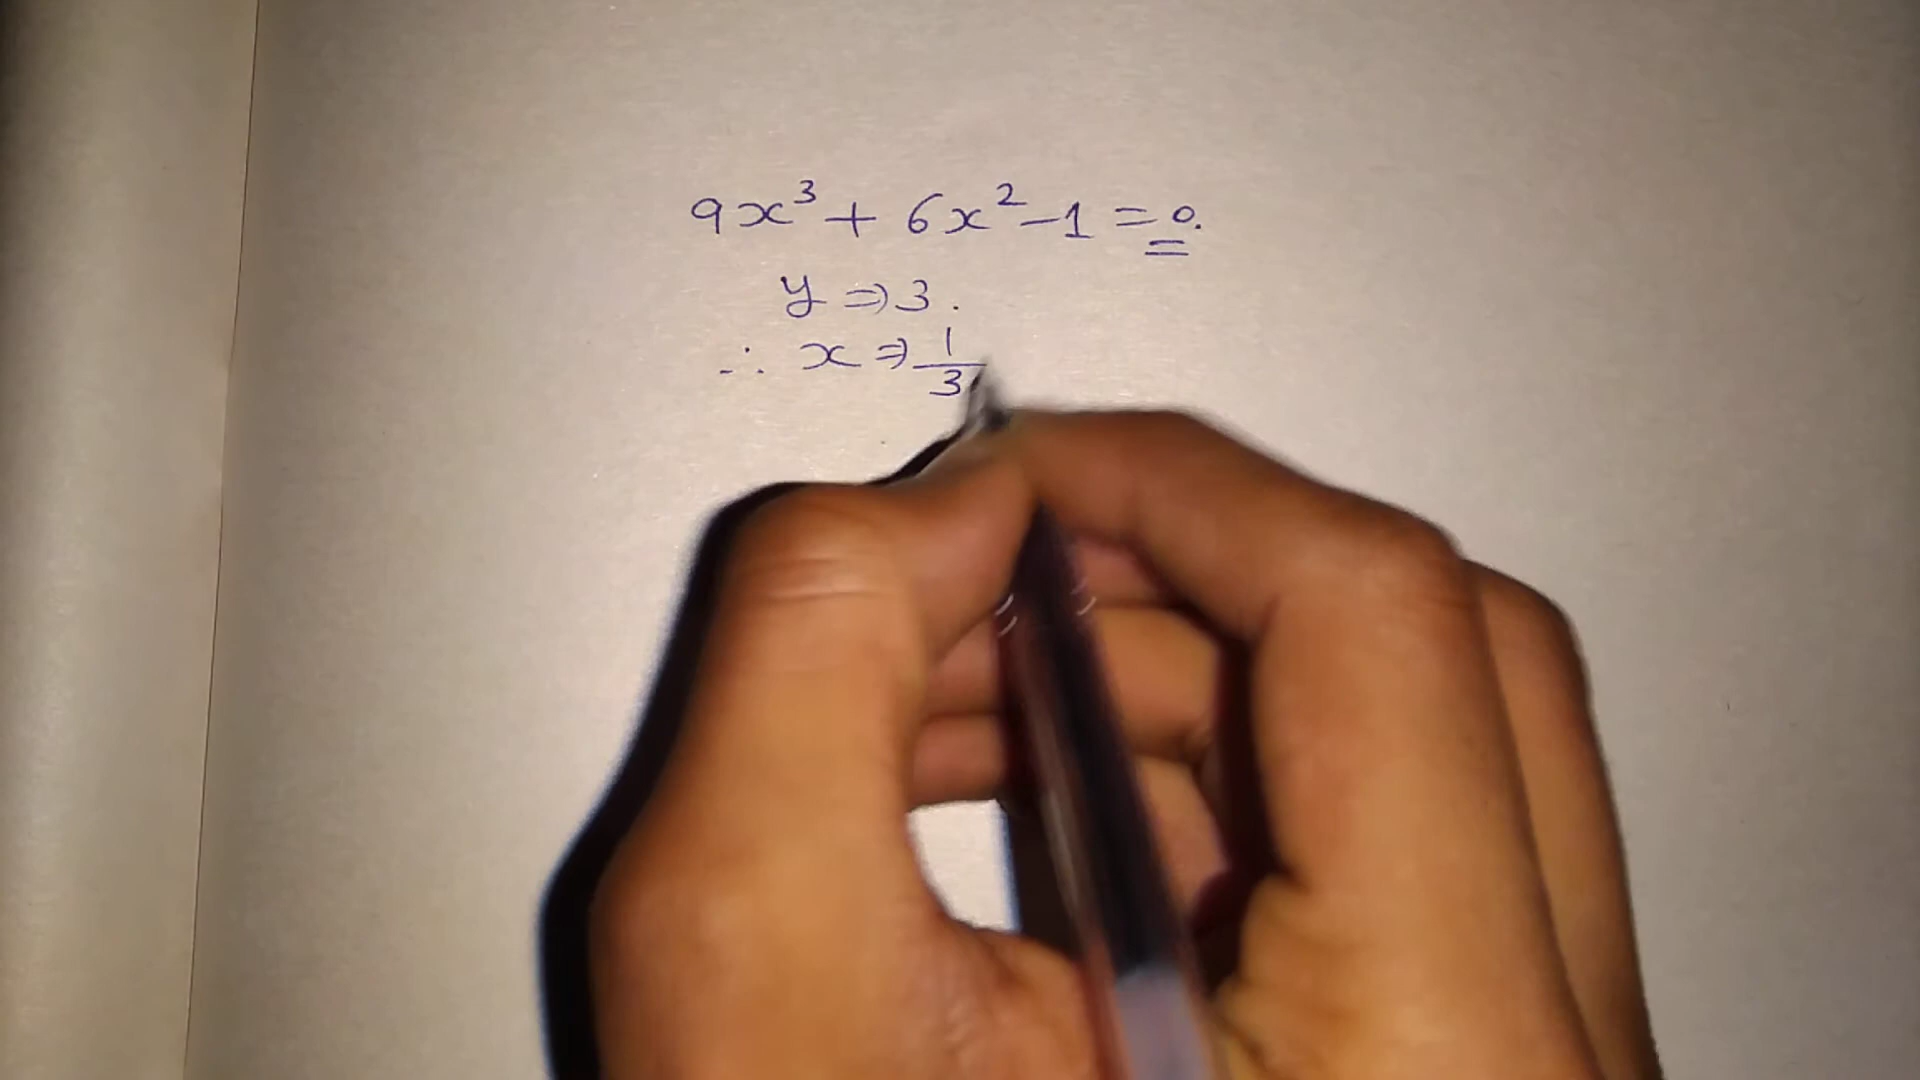 9x³ + 6x² - 1 = 0.
y ⇒ 3.
∴ x ⇒ 1/3